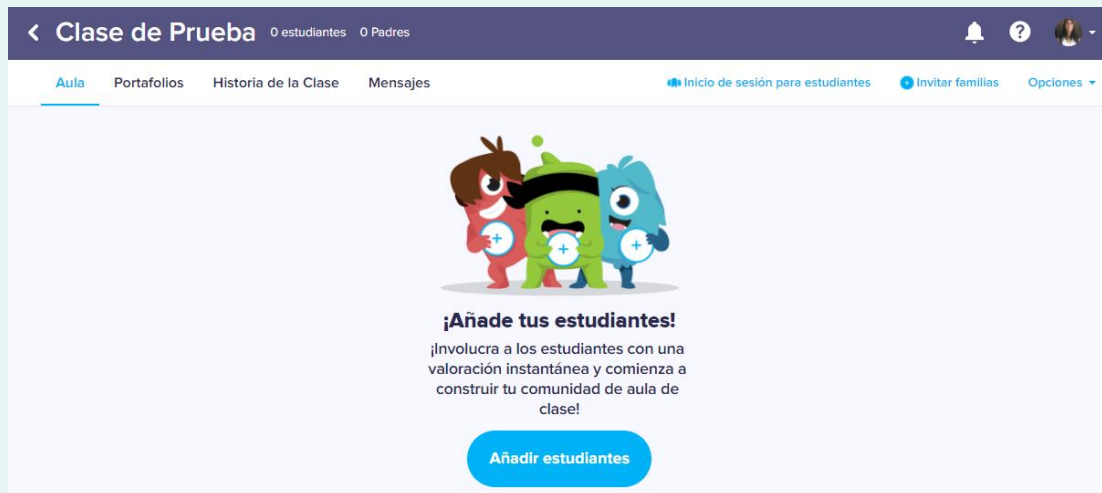 Clase de Prueba 0 estudiantes 0 Padres
Aula Portafolios Historia de la Clase Mensajes Inicio de sesión para estudiantes Invitar familias Opciones
¡Añade tus estudiantes!
¡Involucra a los estudiantes con una
valoración instantánea y comienza a
construir tu comunidad de aula de
clase!
Añadir estudiantes